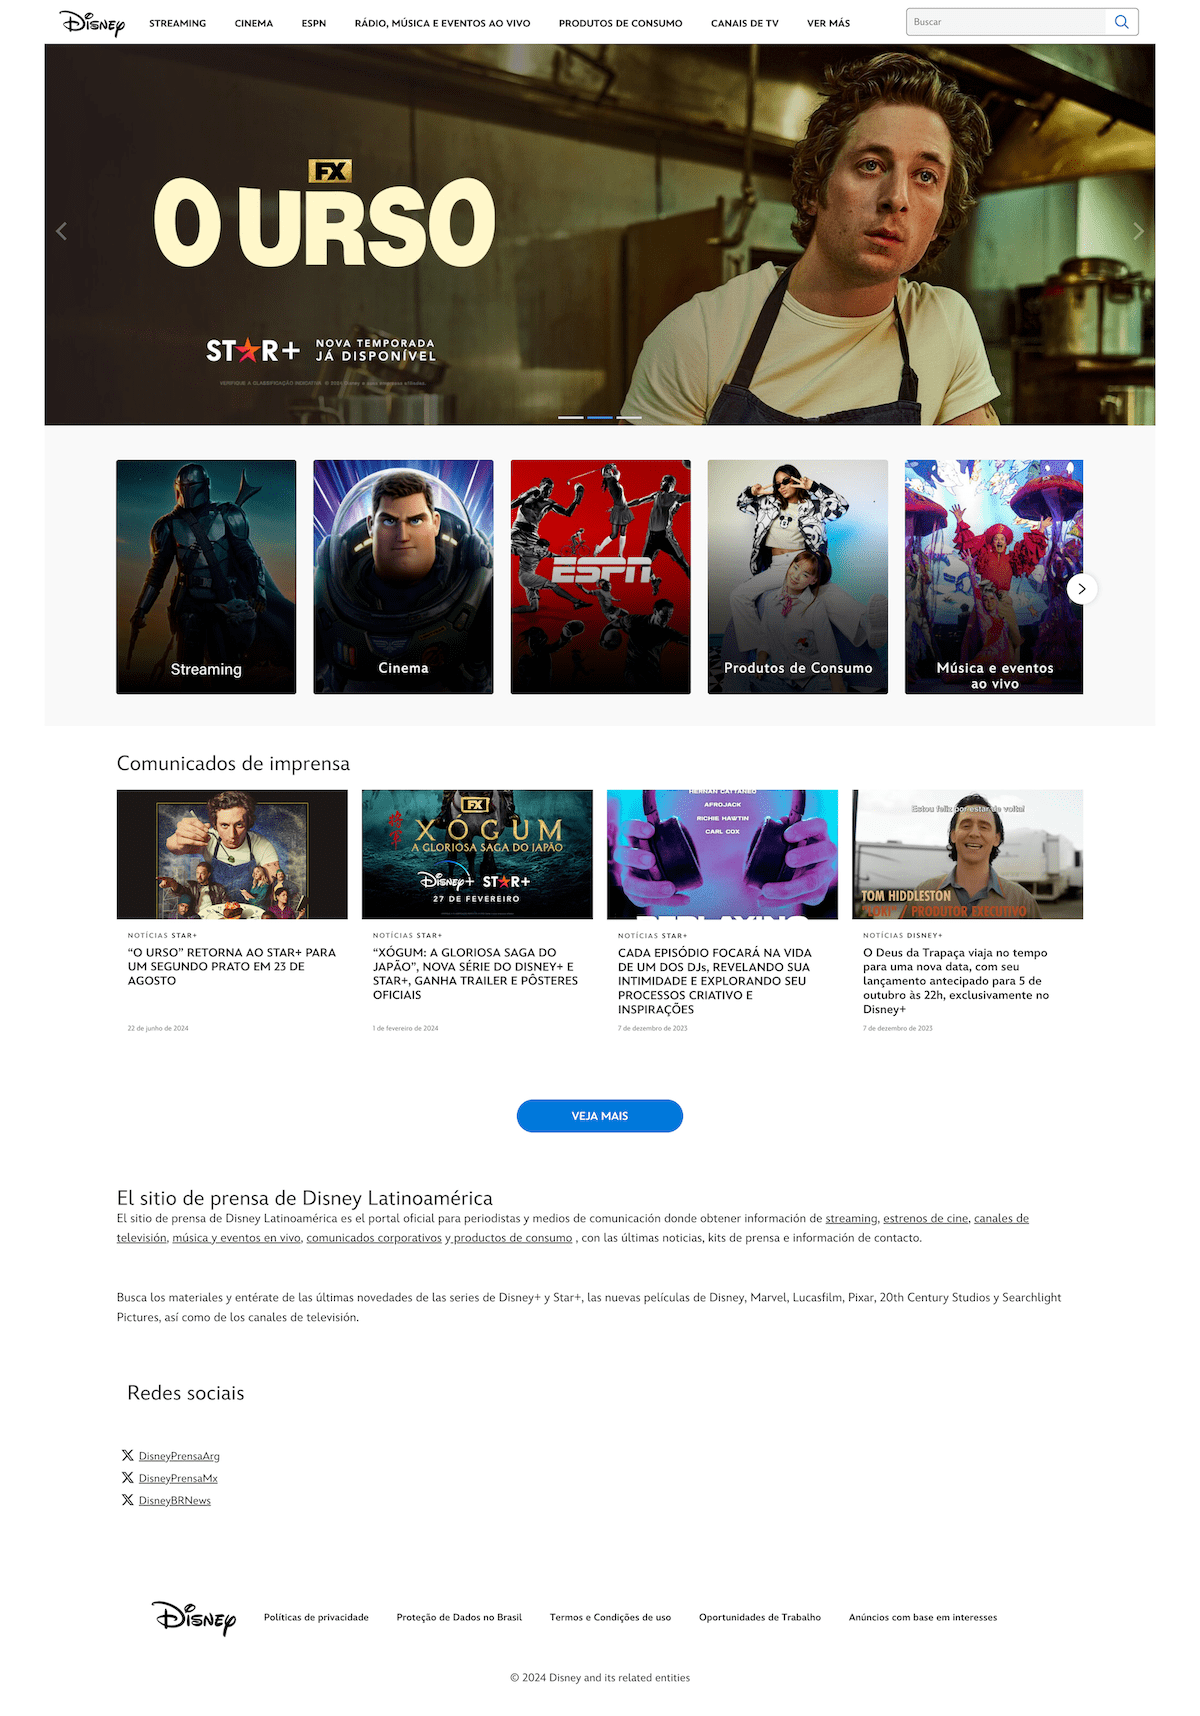 Disney
STREAMING
CINEMA
ESPN
RÁDIO, MÚSICA E EVENTOS AO VIVO
PRODUTOS DE CONSUMO
CANAIS DE TV
VER MÁS
Buscar
FX
O URSO
STAR+
NOVA TEMPORADA
JÁ DISPONÍVEL
VERIFIQUE A CLASSIFICAÇÃO INDICATIVA © 2024 Disney e suas empresas afiliadas.
Streaming
Cinema
ESPN
Produtos de Consumo
Música e eventos
ao vivo
Comunicados de imprensa
NOTÍCIAS STAR+
“O URSO” RETORNA AO STAR+ PARA
UM SEGUNDO PRATO EM 23 DE
AGOSTO
22 de junho de 2024
FX
XÓGUM
A GLORIOSA SAGA DO JAPÃO
Disney+ STAR+
27 DE FEVEREIRO
NOTÍCIAS STAR+
“XÓGUM: A GLORIOSA SAGA DO
JAPÃO”, NOVA SÉRIE DO DISNEY+ E
STAR+, GANHA TRAILER E PÔSTERES
OFICIAIS
1 de fevereiro de 2024
HERNÁN CATTÁNEO
AFROJACK
RICHIE HAWTIN
CARL COX
NOTÍCIAS STAR+
CADA EPISÓDIO FOCARÁ NA VIDA
DE UM DOS DJs, REVELANDO SUA
INTIMIDADE E EXPLORANDO SEU
PROCESSOS CRIATIVO E
INSPIRAÇÕES
7 de dezembro de 2023
Estou feliz por estar de volta!
TOM HIDDLESTON
"LOKI" // PRODUTOR EXECUTIVO
NOTÍCIAS DISNEY+
O Deus da Trapaça viaja no tempo
para uma nova data, com seu
lançamento antecipado para 5 de
outubro às 22h, exclusivamente no
Disney+
7 de dezembro de 2023
VEJA MAIS
El sitio de prensa de Disney Latinoamérica
El sitio de prensa de Disney Latinoamérica es el portal oficial para periodistas y medios de comunicación donde obtener información de streaming, estrenos de cine, canales de
televisión, música y eventos en vivo, comunicados corporativos y productos de consumo , con las últimas noticias, kits de prensa e información de contacto.
Busca los materiales y entérate de las últimas novedades de las series de Disney+ y Star+, las nuevas películas de Disney, Marvel, Lucasfilm, Pixar, 20th Century Studios y Searchlight
Pictures, así como de los canales de televisión.
Redes sociais
DisneyPrensaArg
DisneyPrensaMx
DisneyBRNews
Disney
Políticas de privacidade
Proteção de Dados no Brasil
Termos e Condições de uso
Oportunidades de Trabalho
Anúncios com base em interesses
© 2024 Disney and its related entities